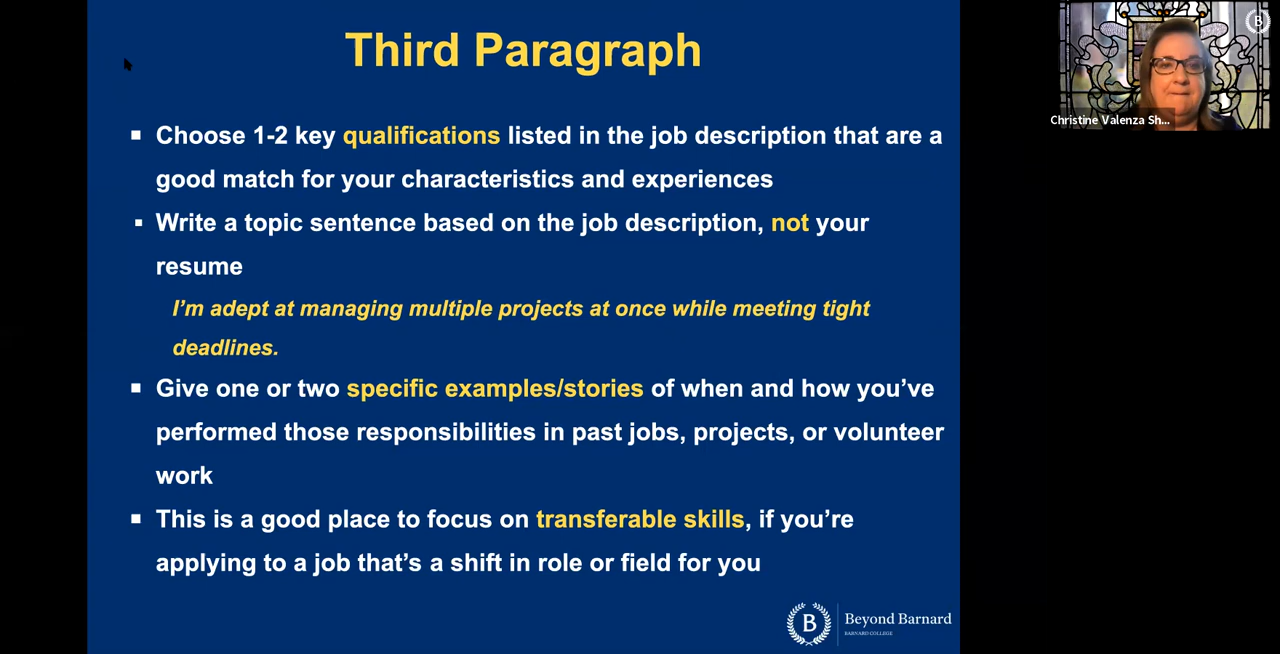 Third Paragraph
▪ Choose 1-2 key qualifications listed in the job description that are a
good match for your characteristics and experiences
▪ Write a topic sentence based on the job description, not your
resume
I’m adept at managing multiple projects at once while meeting tight
deadlines.
▪ Give one or two specific examples/stories of when and how you’ve
performed those responsibilities in past jobs, projects, or volunteer
work
▪ This is a good place to focus on transferable skills, if you’re
applying to a job that’s a shift in role or field for you
B
Beyond Barnard
BARNARD COLLEGE
B
Christine Valenza Sh...